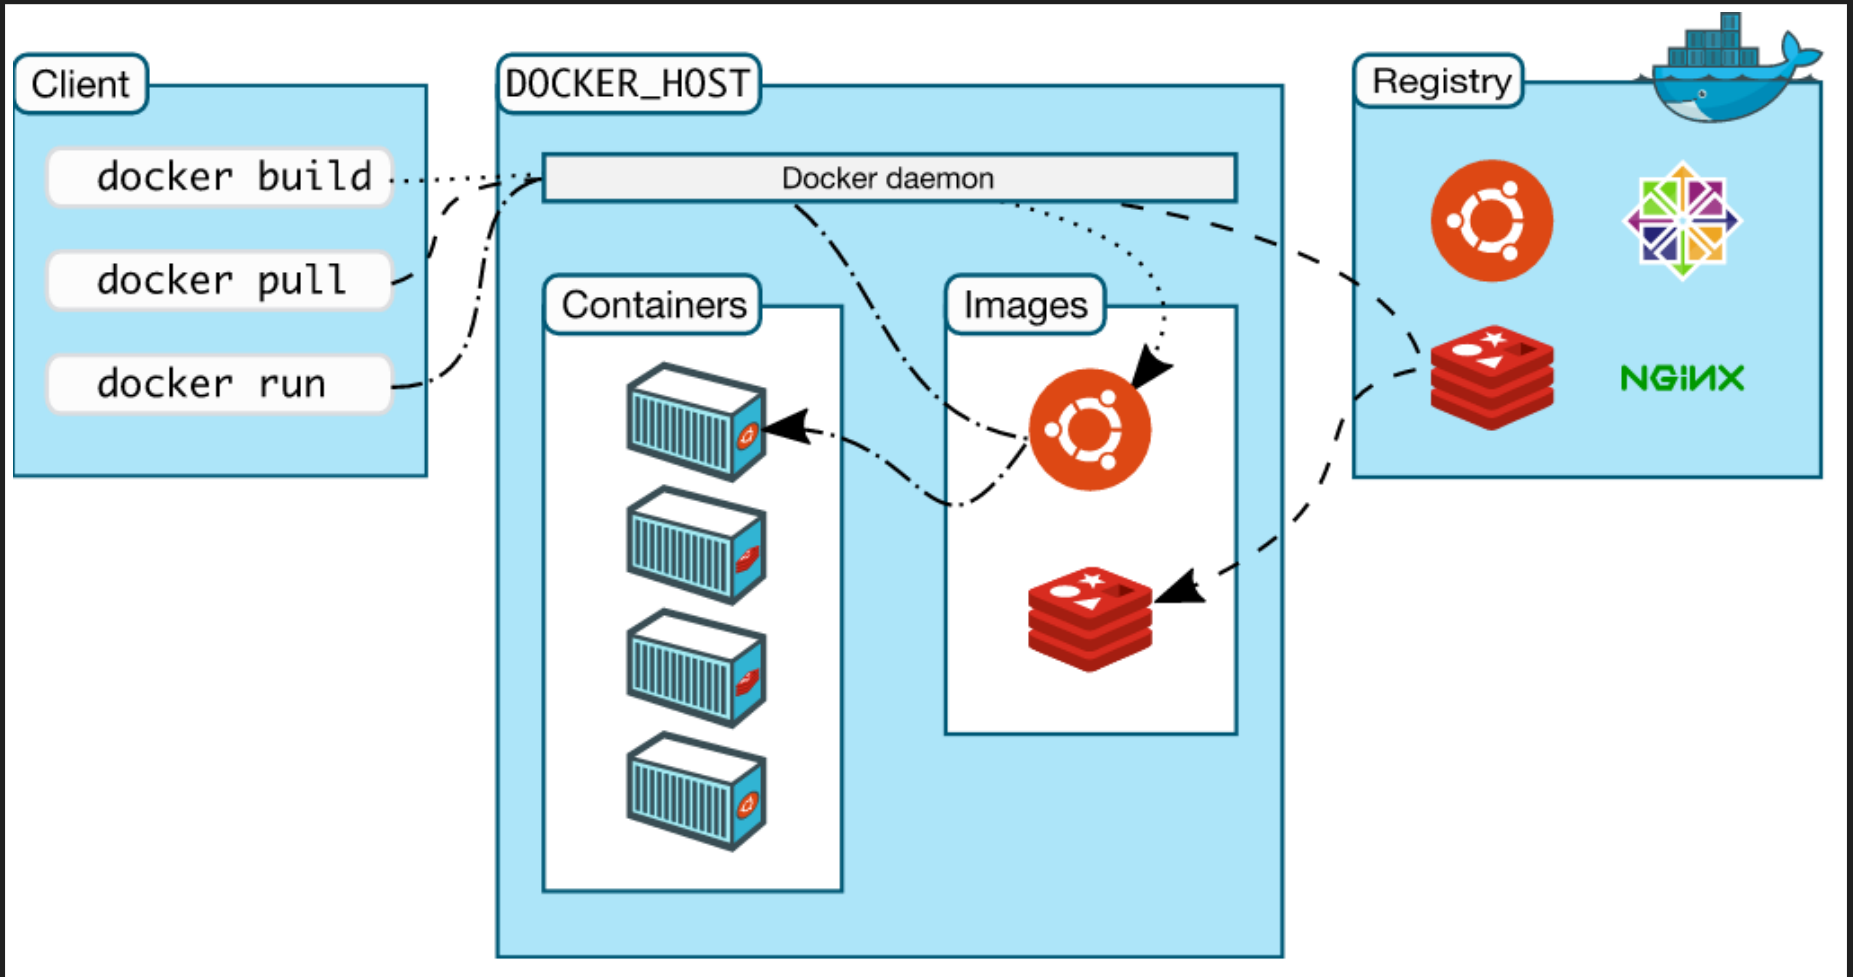 Client
docker build
docker pull
docker run
DOCKER_HOST
Docker daemon
Containers
Images
Registry
NGiNX